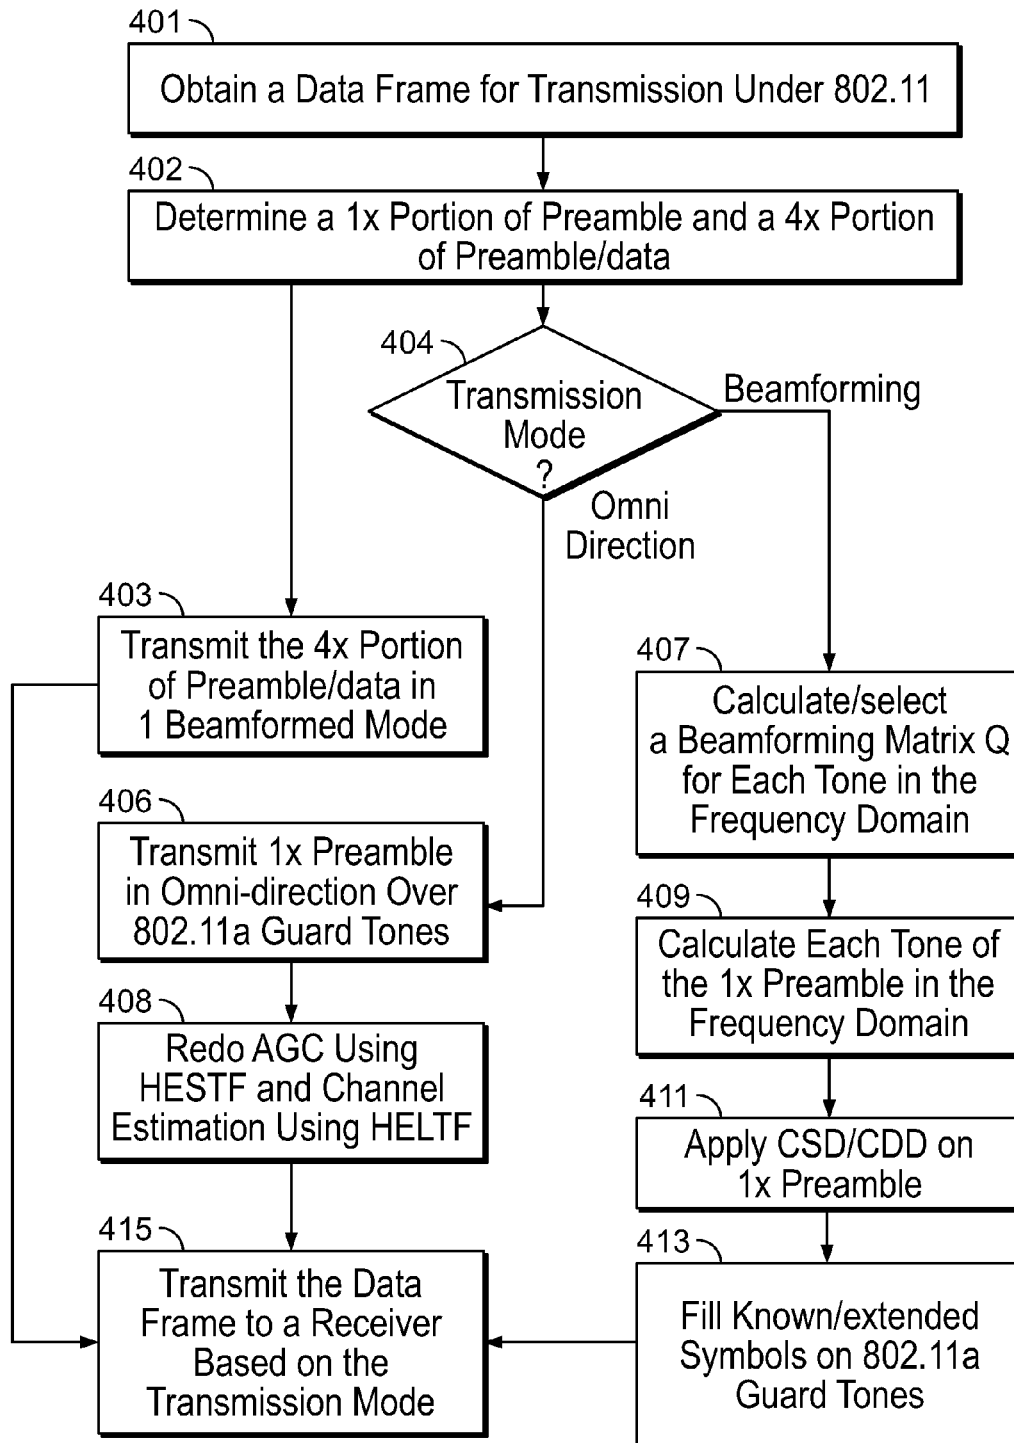 401
Obtain a Data Frame for Transmission Under 802.11
402
Determine a 1x Portion of Preamble and a 4x Portion
of Preamble/data
404
Transmission
Mode
?
Beamforming
Omni
Direction
403
Transmit the 4x Portion
of Preamble/data in
1 Beamformed Mode
407
Calculate/select
a Beamforming Matrix Q
for Each Tone in the
Frequency Domain
406
Transmit 1x Preamble
in Omni-direction Over
802.11a Guard Tones
409
Calculate Each Tone of
the 1x Preamble in the
Frequency Domain
408
Redo AGC Using
HESTF and Channel
Estimation Using HELTF
411
Apply CSD/CDD on
1x Preamble
415
Transmit the Data
Frame to a Receiver
Based on the
Transmission Mode
413
Fill Known/extended
Symbols on 802.11a
Guard Tones